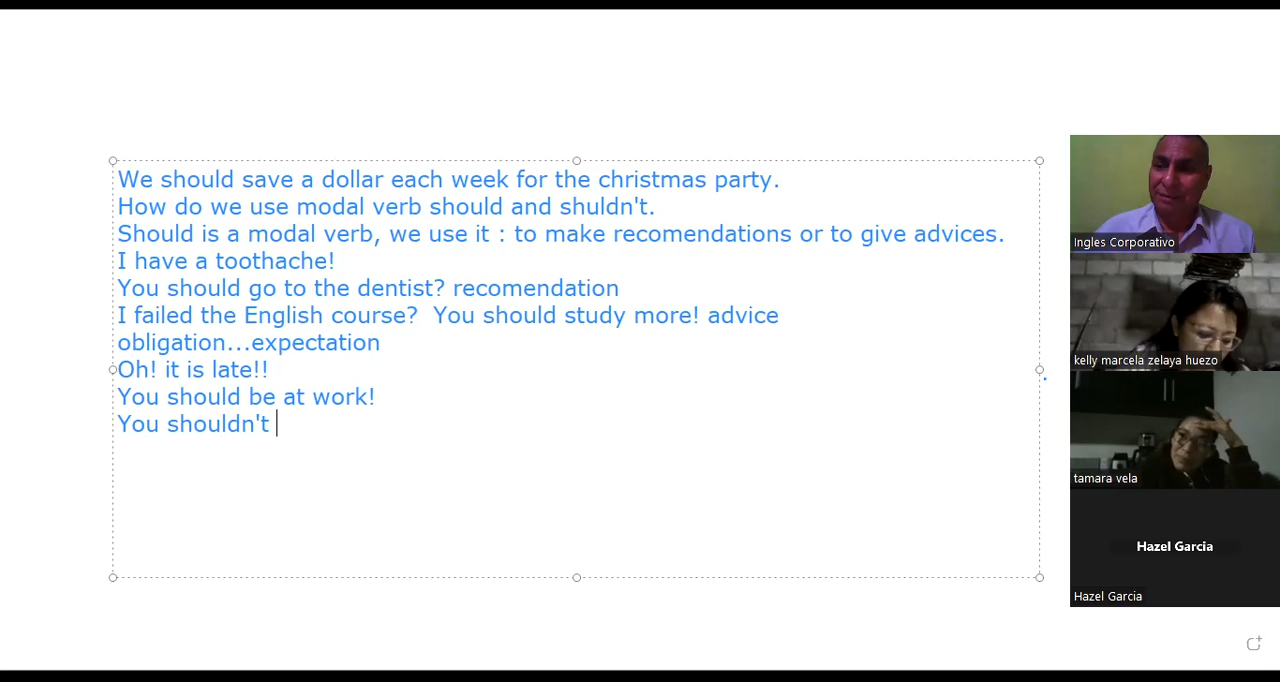 We should save a dollar each week for the christmas party.
How do we use modal verb should and shuldn't.
Should is a modal verb, we use it : to make recomendations or to give advices.
I have a toothache!
You should go to the dentist? recomendation
I failed the English course?  You should study more! advice
obligation...expectation
Oh! it is late!!
You should be at work!
You shouldn't
Ingles Corporativo
kelly marcela zelaya huezo
tamara vela
Hazel Garcia
Hazel Garcia